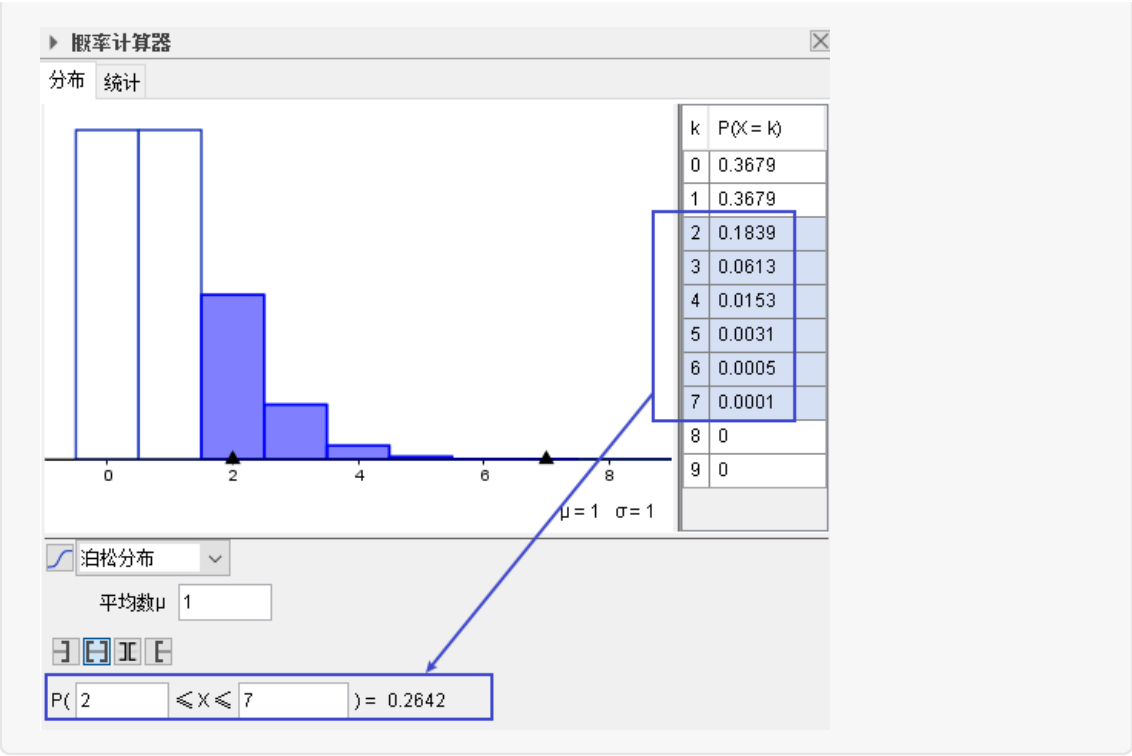 概率计算器
分布 统计
k P(X = k)
0 0.3679
1 0.3679
2 0.1839
3 0.0613
4 0.0153
5 0.0031
6 0.0005
7 0.0001
8 0
9 0
0 2 4 6 8
μ = 1 σ = 1
泊松分布
平均数μ 1
P( 2 ≤ X ≤ 7 ) = 0.2642